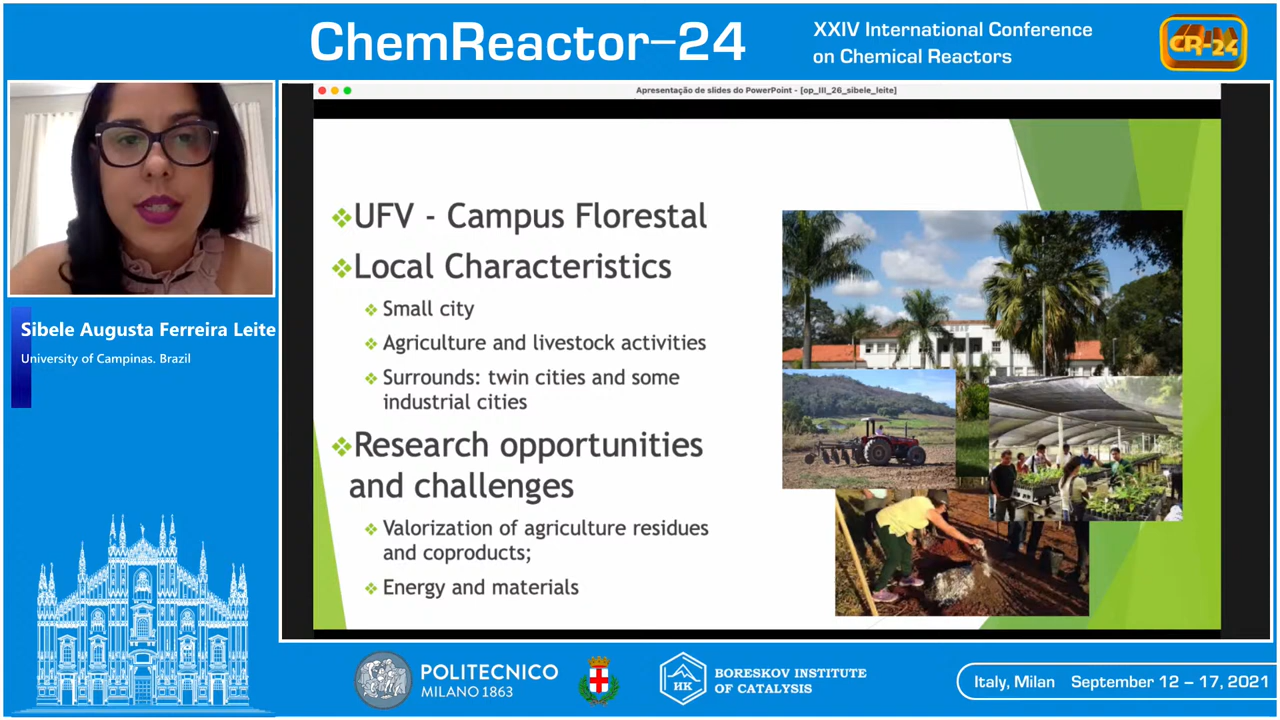 ChemReactor–24
XXIV International Conference
on Chemical Reactors
CR-24
Apresentação de slides do PowerPoint - [op_III_26_sibele_leite]
UFV - Campus Florestal
Local Characteristics
Small city
Agriculture and livestock activities
Surrounds: twin cities and some
industrial cities
Research opportunities
and challenges
Valorization of agriculture residues
and coproducts;
Energy and materials
Sibele Augusta Ferreira Leite
University of Campinas. Brazil
POLITECNICO
MILANO 1863
HK
BORESKOV INSTITUTE
OF CATALYSIS
Italy, Milan September 12 – 17, 2021